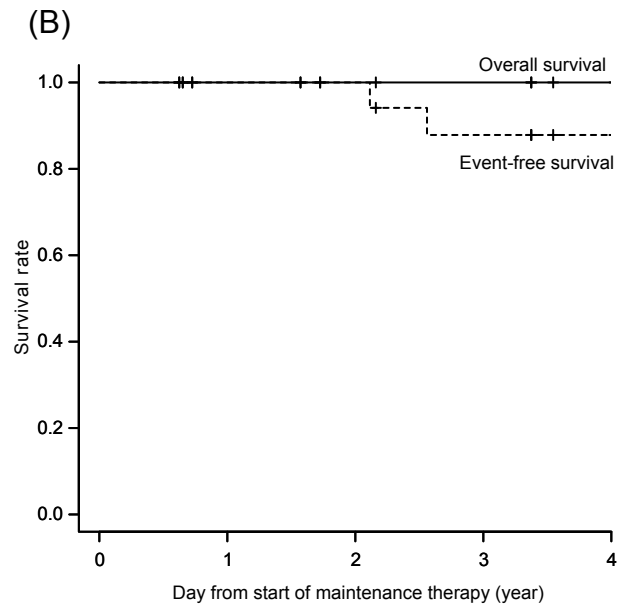 (B)
Overall survival
1.0
Event-free survival
0.8
0.6
Survival rate
0.4
0.2
0.0
0 1 2 3 4
Day from start of maintenance therapy (year)